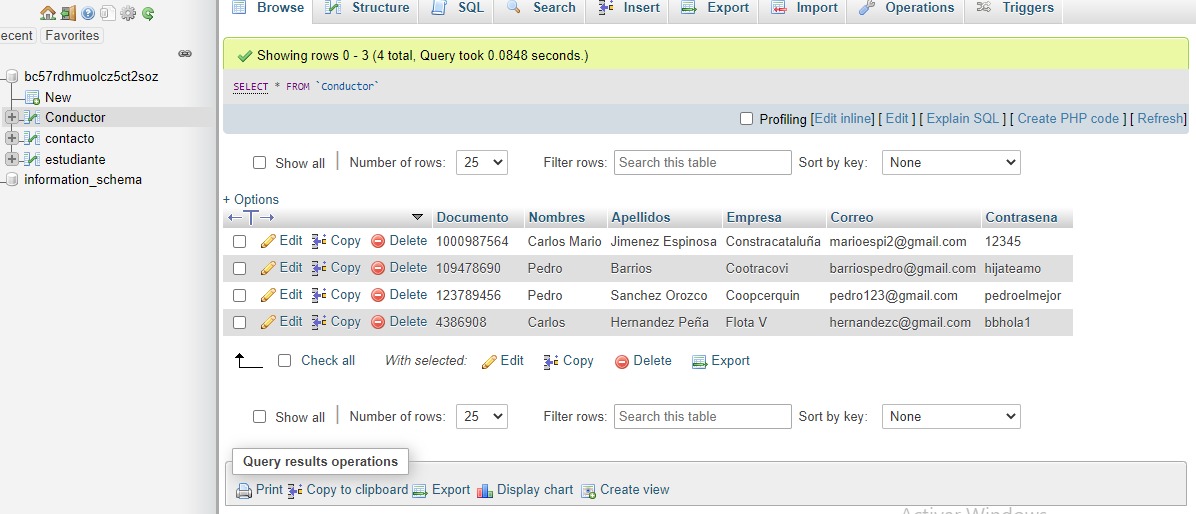 Browse Structure SQL Search Insert Export Import Operations Triggers
ecent Favorites
Showing rows 0 - 3 (4 total, Query took 0.0848 seconds.)
bc57rdhmuolcz5ct2soz
SELECT * FROM `Conductor`
New
Conductor
Profiling [Edit inline] [ Edit ] [ Explain SQL ] [ Create PHP code ] [ Refresh]
contacto
estudiante
Show all Number of rows: 25 Filter rows: Search this table Sort by key: None
information_schema
+ Options
←T→ Documento Nombres Apellidos Empresa Correo Contrasena
Edit Copy Delete 1000987564 Carlos Mario Jimenez Espinosa Constracataluña marioespi2@gmail.com 12345
Edit Copy Delete 109478690 Pedro Barrios Cootracovi barriospedro@gmail.com hijateamo
Edit Copy Delete 123789456 Pedro Sanchez Orozco Coopcerquin pedro123@gmail.com pedroelmejor
Edit Copy Delete 4386908 Carlos Hernandez Peña Flota V hernandezc@gmail.com bbhola1
Check all With selected: Edit Copy Delete Export
Show all Number of rows: 25 Filter rows: Search this table Sort by key: None
Query results operations
Print Copy to clipboard Export Display chart Create view
Activar Windows